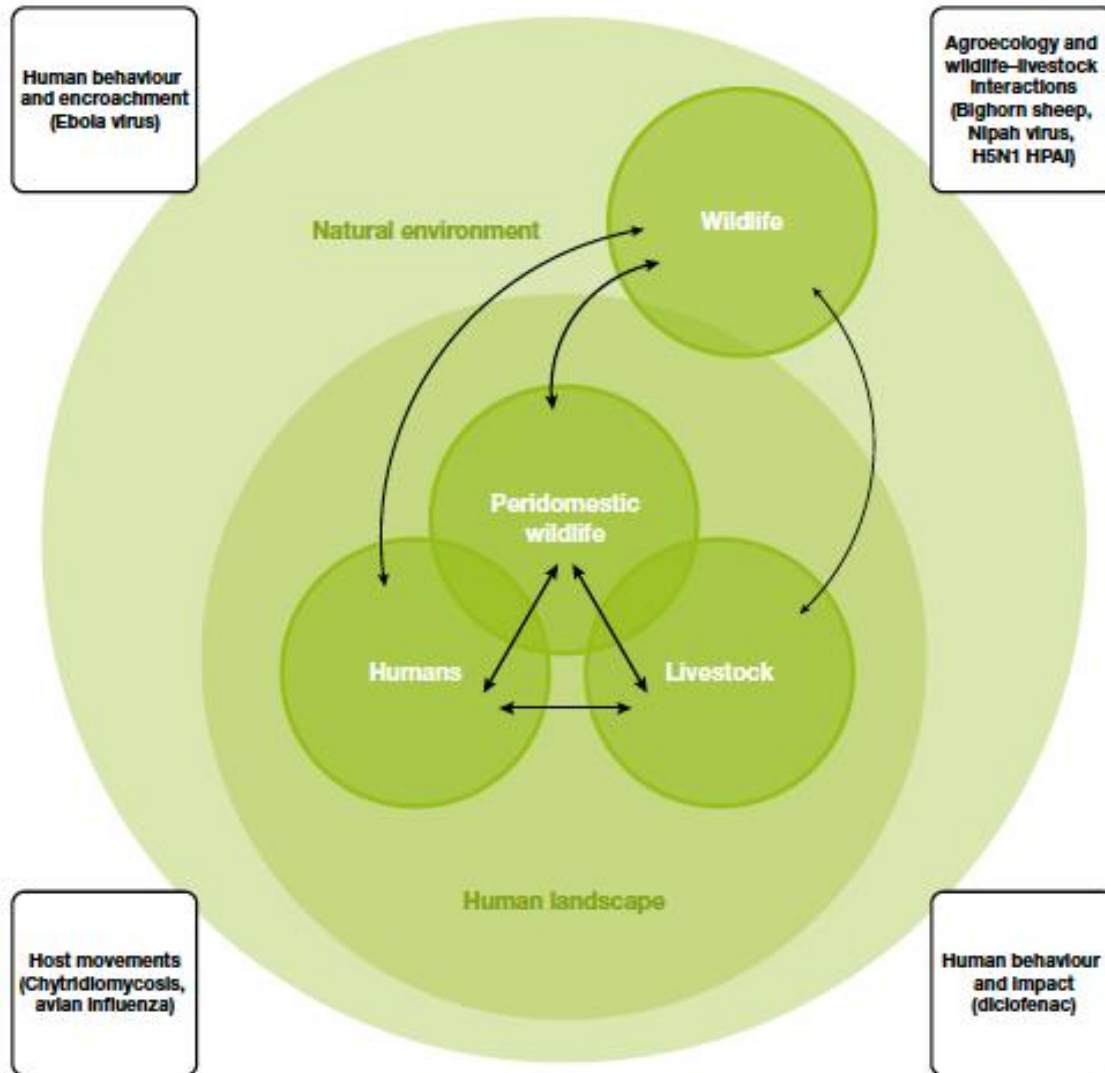 Human behaviour
and encroachment
(Ebola virus)
Agroecology and
wildlife–livestock
interactions
(Bighorn sheep,
Nipah virus,
H5N1 HPAI)
Natural environment
Wildlife
Peridomestic
wildlife
Humans
Livestock
Human landscape
Host movements
(Chytridiomycosis,
avian influenza)
Human behaviour
and impact
(diclofenac)